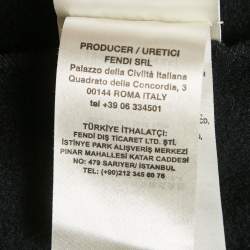 PRODUCER / URETICI
FENDI SRL
Palazzo della Civiltà Italiana
Quadrato della Concordia, 3
00144 ROMA ITALY
tel +39 06 334501
TÜRKİYE İTHALATÇI:
FENDI DIŞ TİCARET LTD. ŞTİ.
İSTİNYE PARK ALIŞVERİŞ MERKEZİ
PINAR MAHALLESİ KATAR CADDESİ
NO: 479 SARIYER/ İSTANBUL
TEL: (+90)212 345 60 76